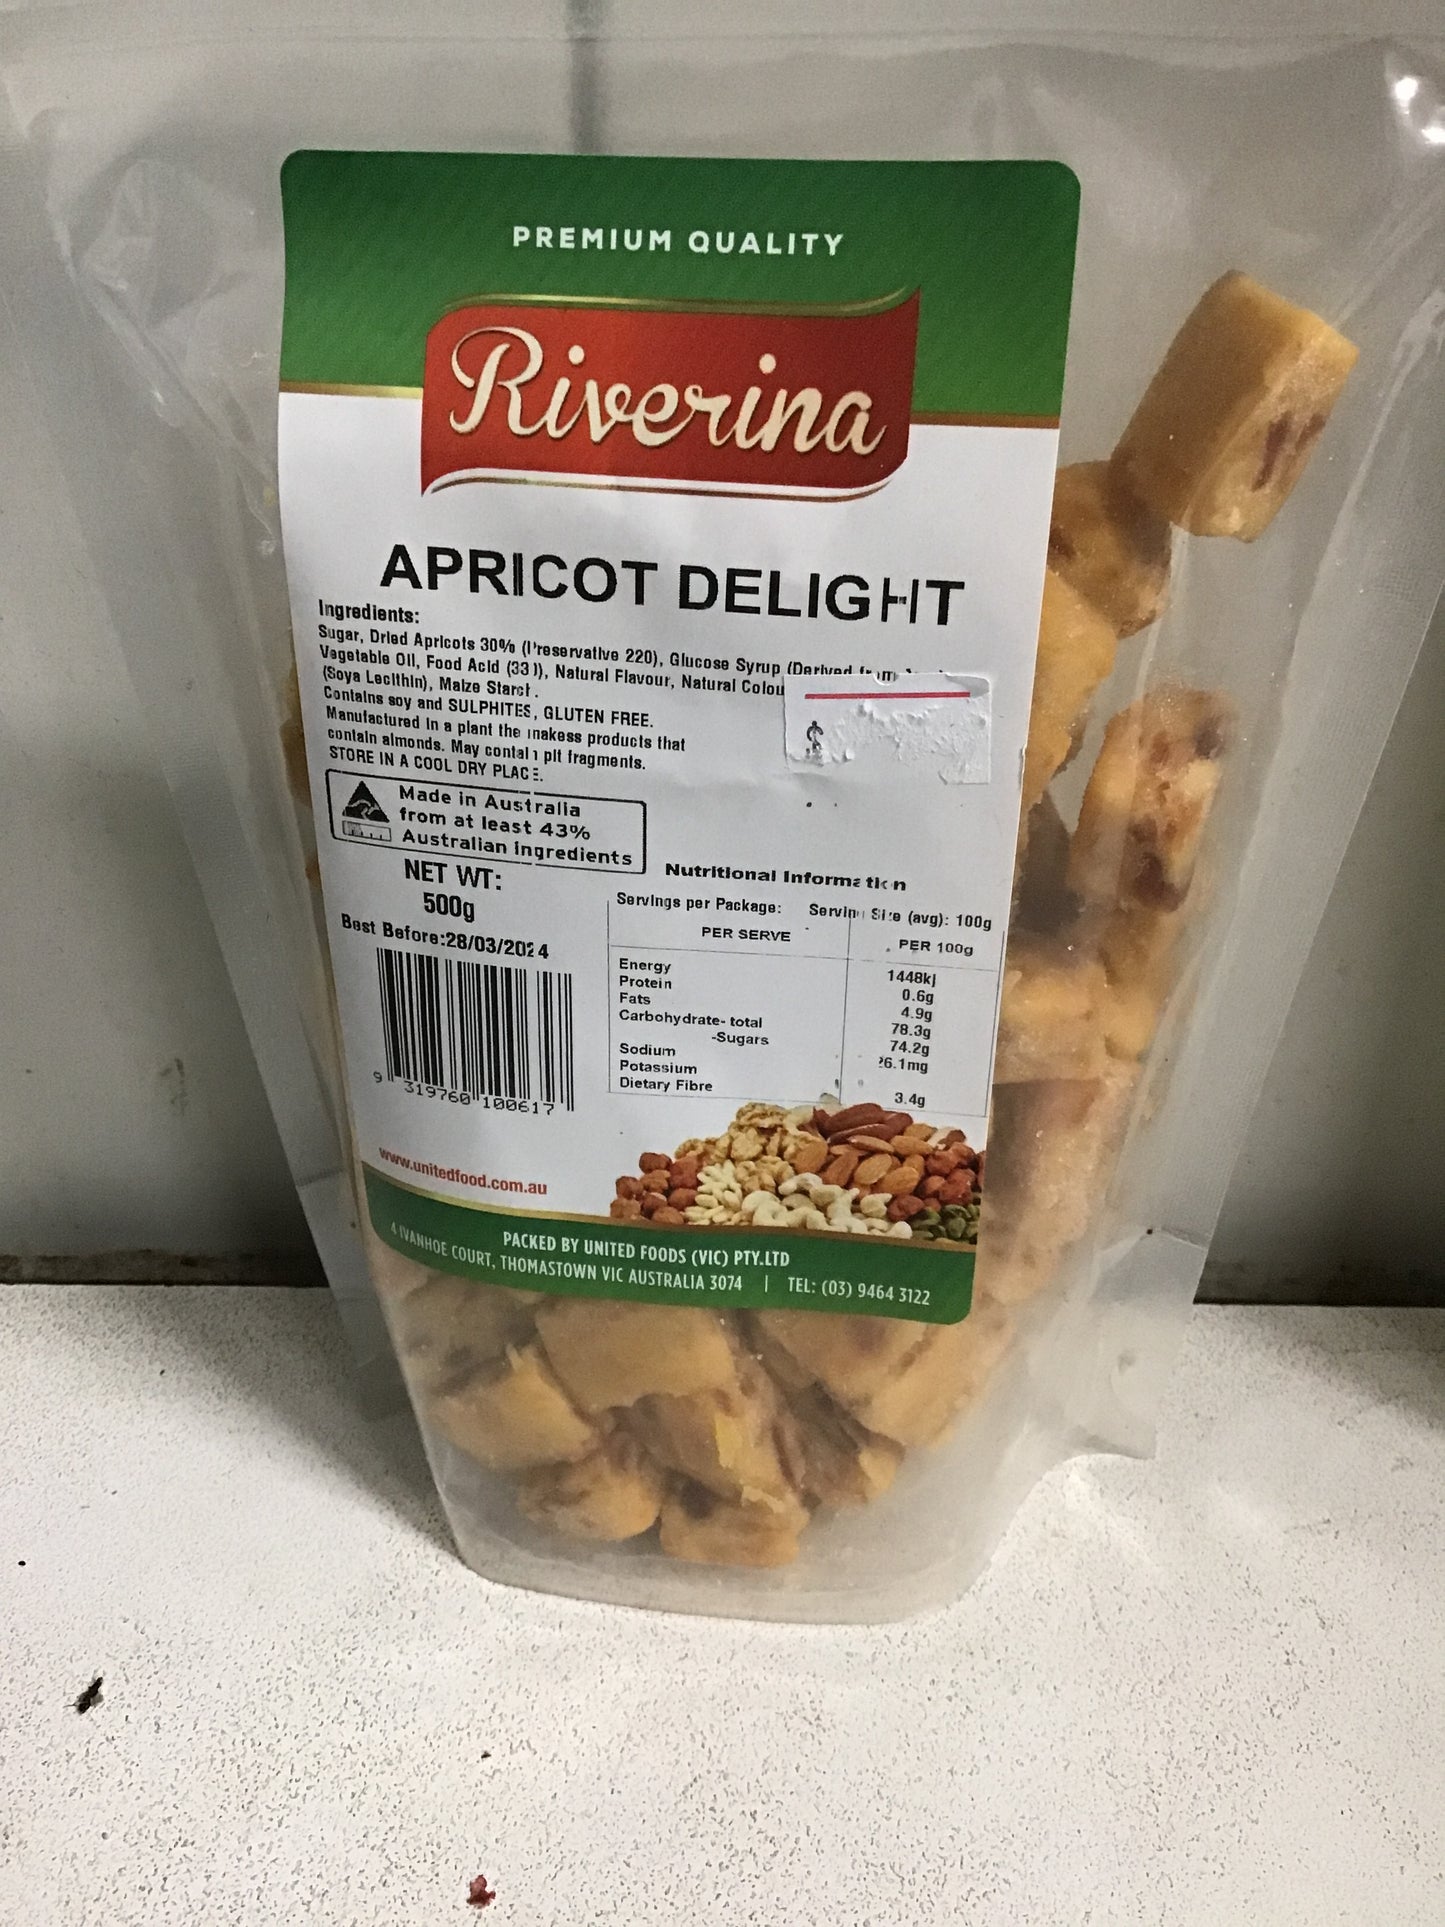 PREMIUM QUALITY
Riverina
APRICOT DELIGHT
Ingredients:
Sugar, Dried Apricots 30% (Preservative 220), Glucose Syrup (Derived from
Vegetable Oil, Food Acid (331), Natural Flavour, Natural Colou
(Soya Lecithin), Maize Starch.
Contains soy and SULPHITES, GLUTEN FREE.
Manufactured in a plant the makess products that
contain almonds. May contain pit fragments.
STORE IN A COOL DRY PLACE.
$
Made in Australia
from at least 43%
Australian ingredients
NET WT:
500g
Best Before:28/03/2024
9 319760 100617
Nutritional Information
Servings per Package: Serving Size (avg): 100g
PER SERVE PER 100g
Energy 1448kj
Protein 0.6g
Fats 4.9g
Carbohydrate- total 78.3g
-Sugars 74.2g
Sodium 26.1mg
Potassium
Dietary Fibre 3.4g
www.unitedfood.com.au
PACKED BY UNITED FOODS (VIC) PTY.LTD
4 IVANHOE COURT, THOMASTOWN VIC AUSTRALIA 3074 | TEL: (03) 9464 3122